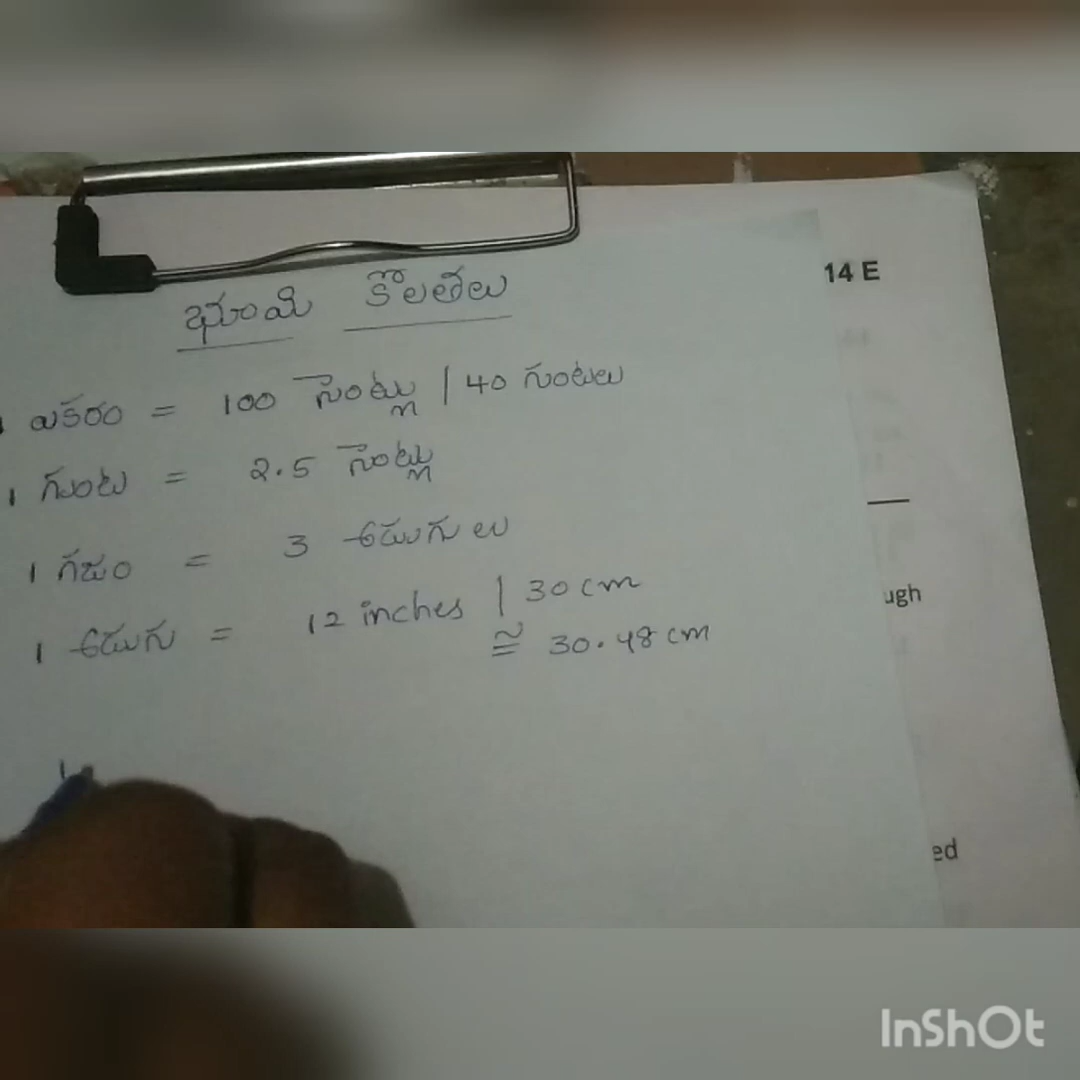 భూమి కొలతలు
1 ఎకరం = 100 సెంట్లు / 40 గుంటలు
1 గుంట = 2.5 సెంట్లు
1 గజం = 3 అడుగులు
1 అడుగు = 12 inches / 30 cm
≅ 30.48 cm
14 E
ugh
ed
InShOt